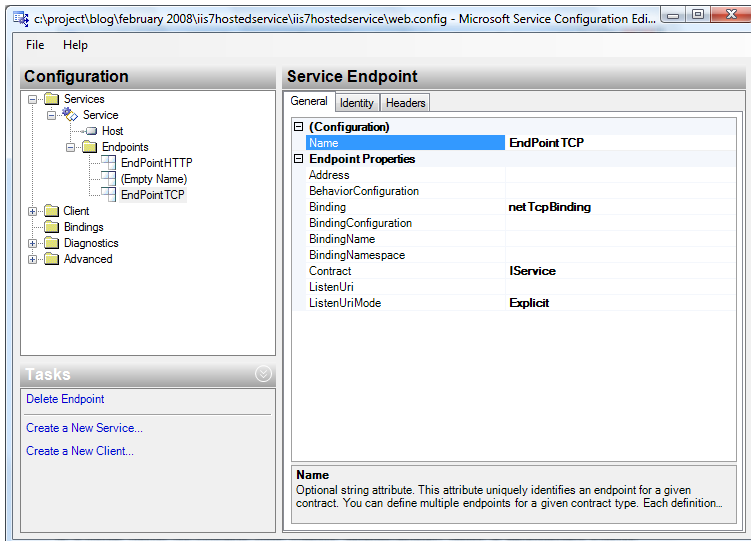 c:\project\blog\february 2008\iis7hostedservice\iis7hostedservice\web.config - Microsoft Service Configuration Edi...
File Help
Configuration
Services
Service
Host
Endpoints
EndPointHTTP
(Empty Name)
EndPointTCP
Client
Bindings
Diagnostics
Advanced
Tasks
Delete Endpoint
Create a New Service...
Create a New Client...
Service Endpoint
General Identity Headers
(Configuration)
Name EndPointTCP
Endpoint Properties
Address
BehaviorConfiguration
Binding netTcpBinding
BindingConfiguration
BindingName
BindingNamespace
Contract IService
ListenUri
ListenUriMode Explicit
Name
Optional string attribute. This attribute uniquely identifies an endpoint for a given
contract. You can define multiple endpoints for a given contract type. Each definition...